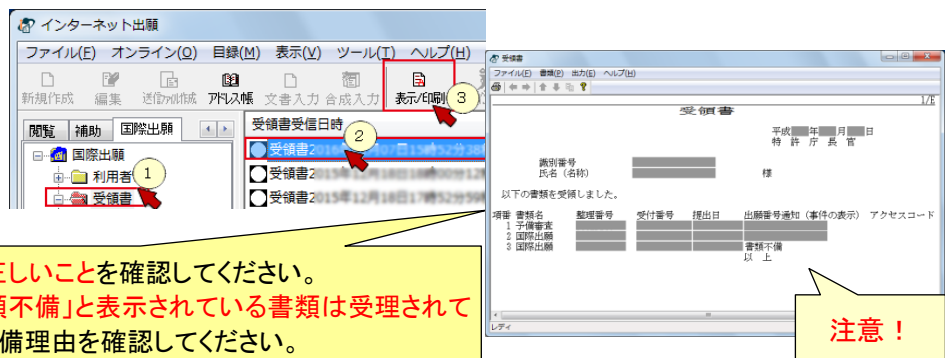 インターネット出願
ファイル(F) オンライン(O) 目録(M) 表示(V) ツール(T) ヘルプ(H)
新規作成 編集 送信ファイル作成 アドレス帳 文書入力 合成入力 表示/印刷
3
閲覧 補助 国際出願
受領書受信日時
2
国際出願
受領書2
利用者
1
受領書2
受領書
受領書2
正しいことを確認してください。
不備」と表示されている書類は受理されて
備理由を確認してください。
受領書
ファイル(F) 書類(P) 出力(E) ヘルプ(H)
1/E
受領書
平成 年 月 日
特許庁長官
識別番号
氏名(名称) 様
以下の書類を受領しました。
項番 書類名 整理番号 受付番号 提出日 出願番号通知(事件の表示) アクセスコード
1 予備審査
2 国際出願
3 国際出願 書類不備
以 上
レディ
注意!